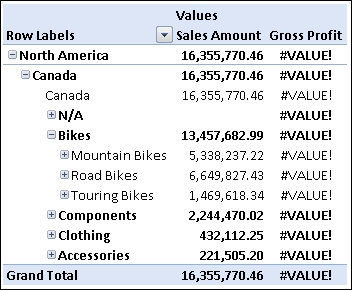 Values
Row Labels Sales Amount Gross Profit
North America 16,355,770.46 #VALUE!
Canada 16,355,770.46 #VALUE!
Canada 16,355,770.46 #VALUE!
N/A #VALUE!
Bikes 13,457,682.99 #VALUE!
Mountain Bikes 5,338,237.22 #VALUE!
Road Bikes 6,649,827.43 #VALUE!
Touring Bikes 1,469,618.34 #VALUE!
Components 2,244,470.02 #VALUE!
Clothing 432,112.25 #VALUE!
Accessories 221,505.20 #VALUE!
Grand Total 16,355,770.46 #VALUE!